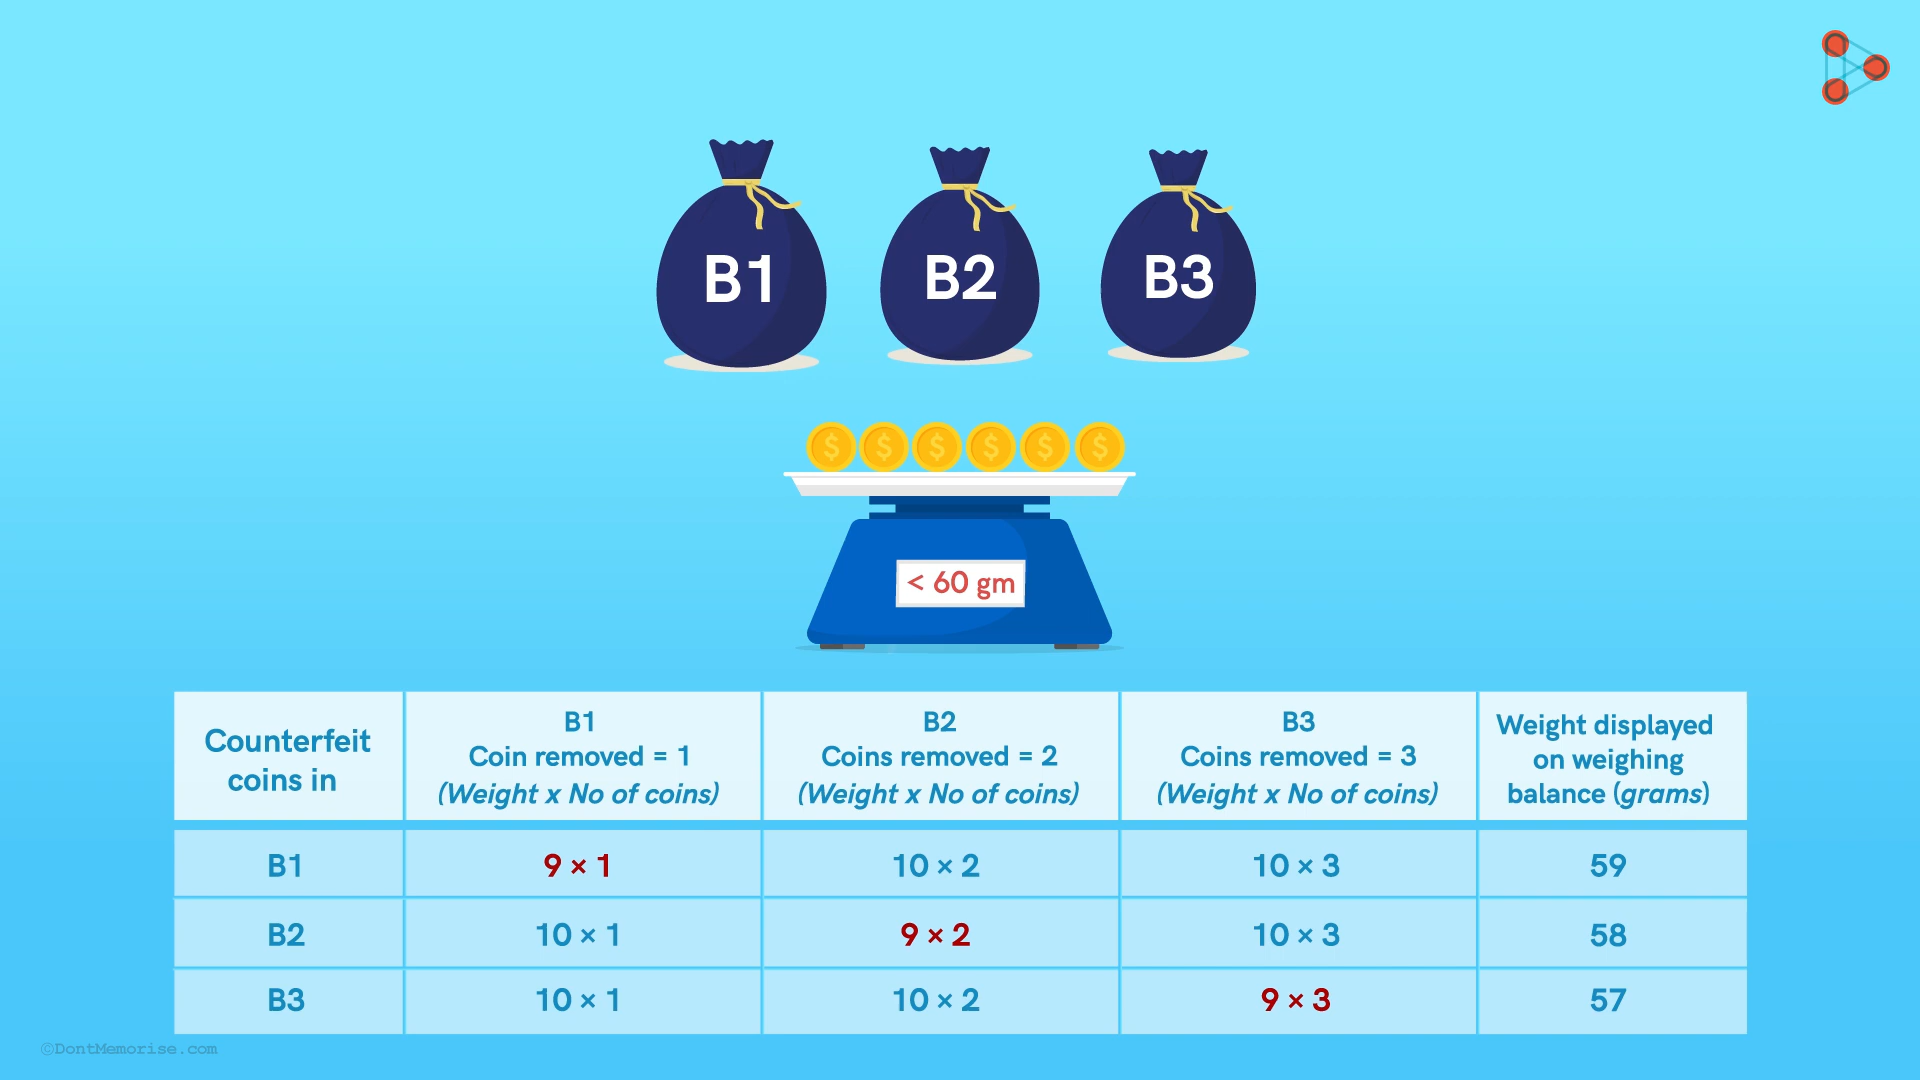 B1 B2 B3
$ $ $ $ $ $
< 60 gm
Counterfeit
coins in
B1
Coin removed = 1
(Weight x No of coins)
B2
Coins removed = 2
(Weight x No of coins)
B3
Coins removed = 3
(Weight x No of coins)
Weight displayed
on weighing
balance (grams)
B1 9 × 1 10 × 2 10 × 3 59
B2 10 × 1 9 × 2 10 × 3 58
B3 10 × 1 10 × 2 9 × 3 57
©DontMemorise.com